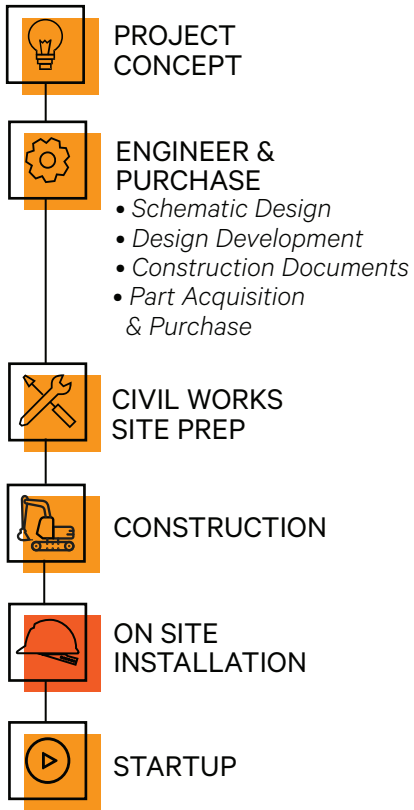 PROJECT
CONCEPT
ENGINEER &
PURCHASE
• Schematic Design
• Design Development
• Construction Documents
• Part Acquisition
& Purchase
CIVIL WORKS
SITE PREP
CONSTRUCTION
ON SITE
INSTALLATION
STARTUP